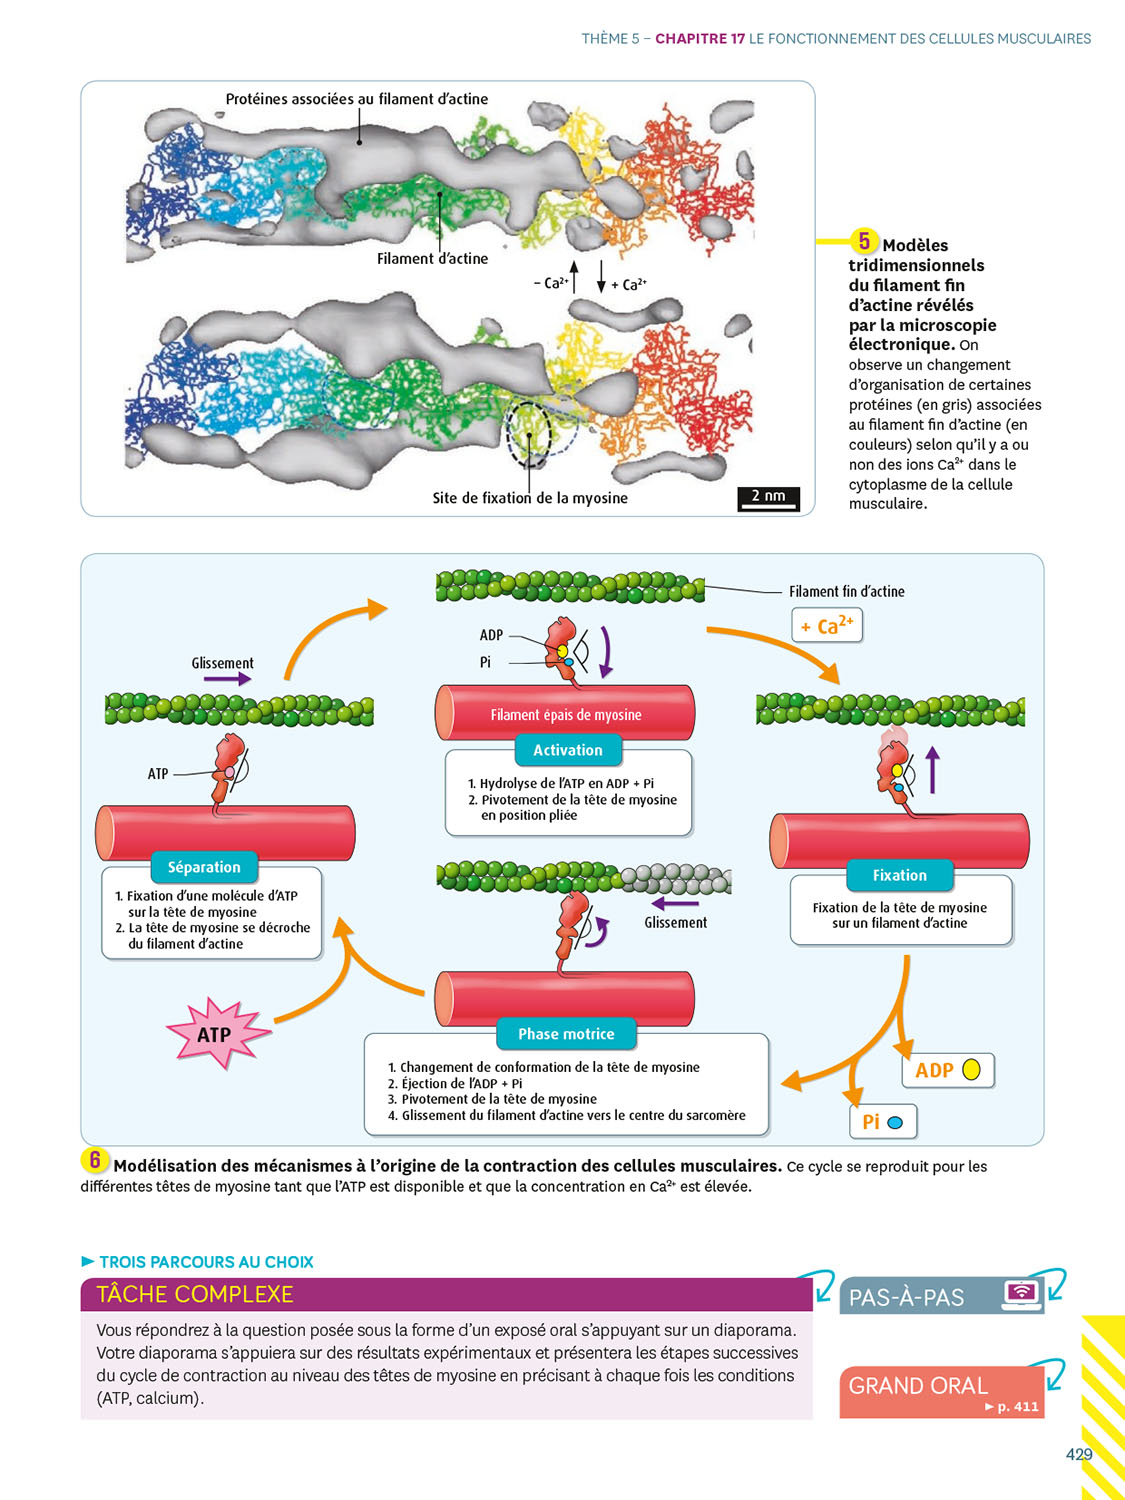 THÈME 5 – CHAPITRE 17 LE FONCTIONNEMENT DES CELLULES MUSCULAIRES
Protéines associées au filament d'actine
Filament d'actine
– Ca²⁺
+ Ca²⁺
Site de fixation de la myosine
2 nm
5 Modèles
tridimensionnels
du filament fin
d'actine révélés
par la microscopie
électronique. On
observe un changement
d'organisation de certaines
protéines (en gris) associées
au filament fin d'actine (en
couleurs) selon qu'il y a ou
non des ions Ca²⁺ dans le
cytoplasme de la cellule
musculaire.
Filament fin d'actine
+ Ca²⁺
ADP
Pi
Filament épais de myosine
Activation
1. Hydrolyse de l'ATP en ADP + Pi
2. Pivotement de la tête de myosine
en position pliée
Glissement
ATP
Séparation
1. Fixation d'une molécule d'ATP
sur la tête de myosine
2. La tête de myosine se décroche
du filament d'actine
Fixation
Fixation de la tête de myosine
sur un filament d'actine
Glissement
ATP
Phase motrice
1. Changement de conformation de la tête de myosine
2. Éjection de l'ADP + Pi
3. Pivotement de la tête de myosine
4. Glissement du filament d'actine vers le centre du sarcomère
ADP
Pi
6 Modélisation des mécanismes à l'origine de la contraction des cellules musculaires. Ce cycle se reproduit pour les
différentes têtes de myosine tant que l'ATP est disponible et que la concentration en Ca²⁺ est élevée.
► TROIS PARCOURS AU CHOIX
TÂCHE COMPLEXE
Vous répondrez à la question posée sous la forme d'un exposé oral s'appuyant sur un diaporama.
Votre diaporama s'appuiera sur des résultats expérimentaux et présentera les étapes successives
du cycle de contraction au niveau des têtes de myosine en précisant à chaque fois les conditions
(ATP, calcium).
PAS-À-PAS
GRAND ORAL
► p. 411
429